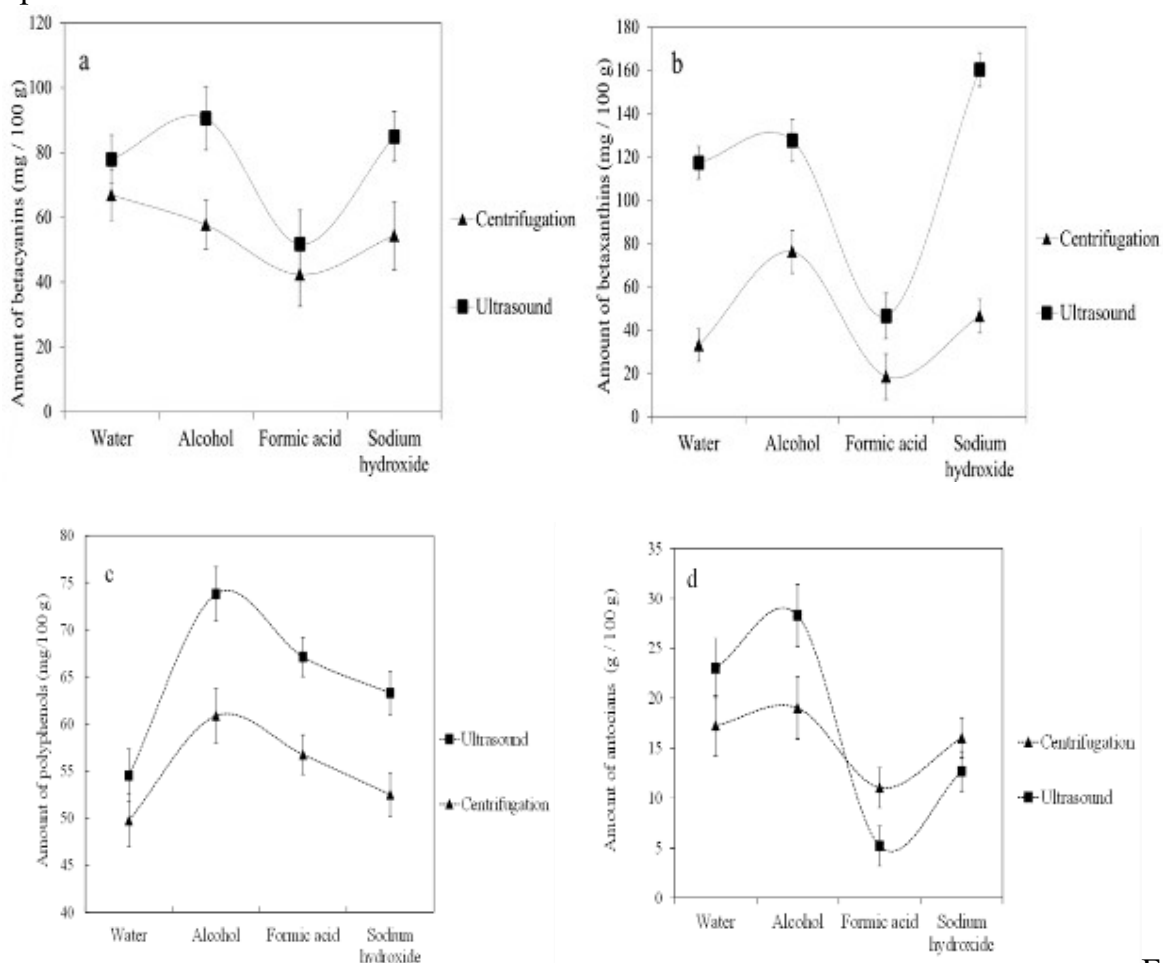 a
Amount of betacyanins (mg / 100 g)
120
100
80
60
40
20
0
Water Alcohol Formic acid Sodium
hydroxide
Centrifugation
Ultrasound
b
Amount of betaxanthins (mg / 100 g)
180
160
140
120
100
80
60
40
20
0
Water Alcohol Formic acid Sodium
hydroxide
Centrifugation
Ultrasound
c
Amount of polyphenols (mg/100 g)
80
75
70
65
60
55
50
45
40
Water Alcohol Formic acid Sodium
hydroxide
Ultrasound
Centrifugation
d
Amount of antocians (g / 100 g)
35
30
25
20
15
10
5
0
Water Alcohol Formic acid Sodium
hydroxide
Centrifugation
Ultrasound